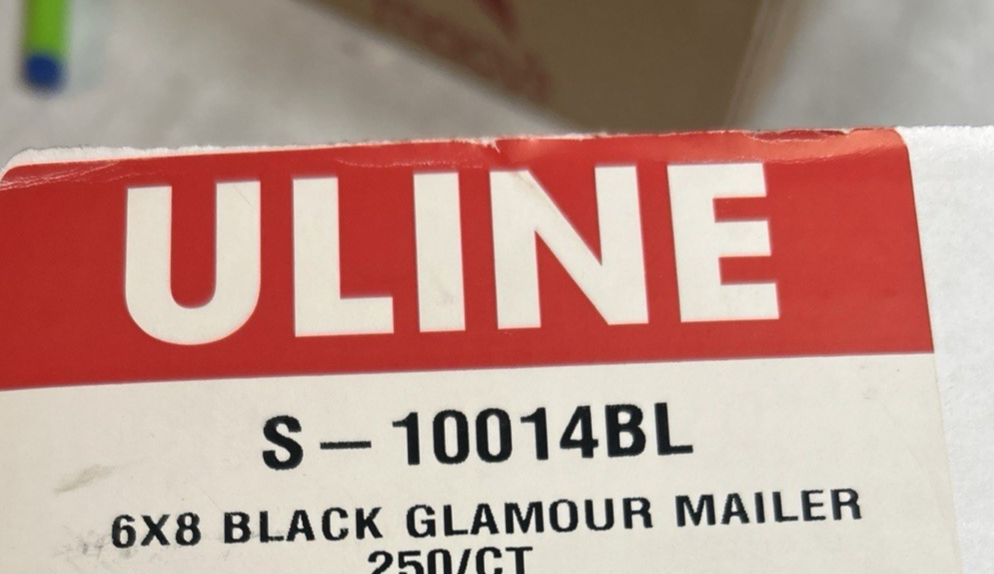 ULINE
S-10014BL
6X8 BLACK GLAMOUR MAILER
250/CT